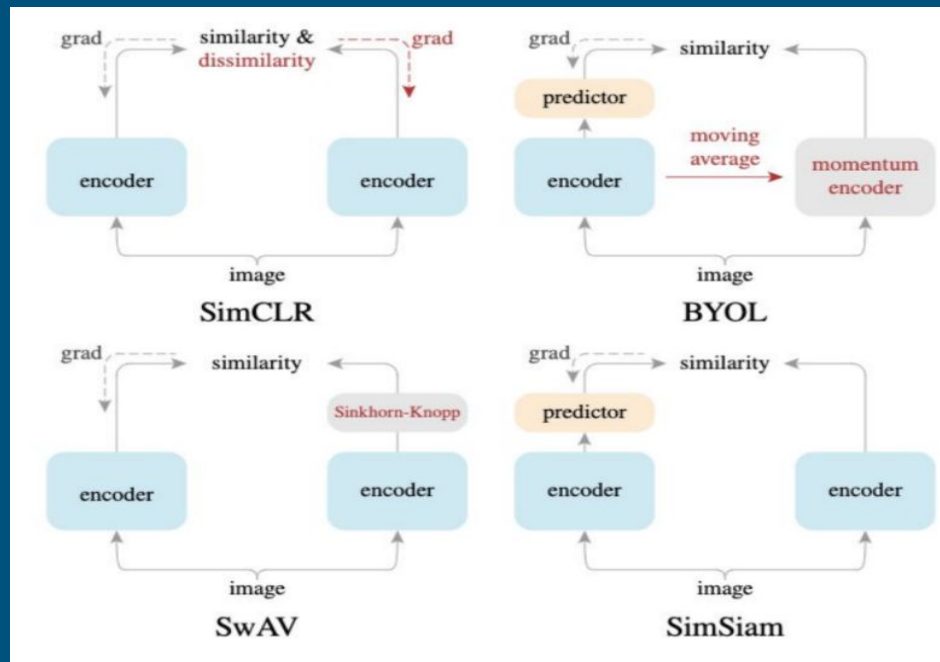 grad
similarity &
dissimilarity
grad
encoder
encoder
image
SimCLR
grad
similarity
predictor
encoder
moving
average
momentum
encoder
image
BYOL
grad
similarity
Sinkhorn-Knopp
encoder
encoder
image
SwAV
grad
similarity
predictor
encoder
encoder
image
SimSiam